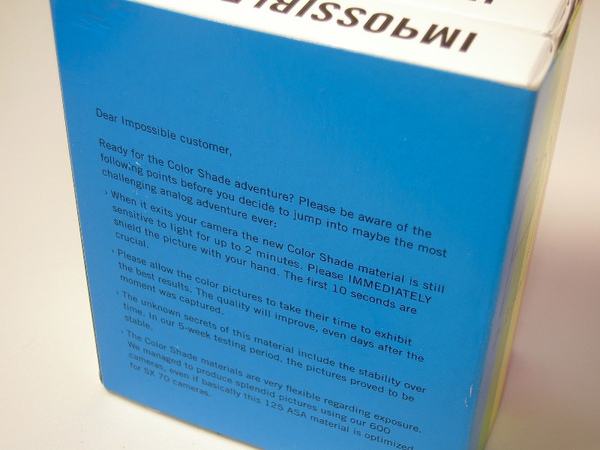 IMPOSSIBLE
Dear Impossible customer,
Ready for the Color Shade adventure? Please be aware of the
following points before you decide to jump into maybe the most
challenging analog adventure ever:
› When it exits your camera the new Color Shade material is still
sensitive to light for up to 2 minutes. Please IMMEDIATELY
shield the picture with your hand. The first 10 seconds are
crucial.
› Please allow the color pictures to take their time to exhibit
the best results. The quality will improve, even days after the
moment was captured.
› The unknown secrets of this material include the stability over
time. In our 5-week testing period, the pictures proved to be
stable.
› The Color Shade materials are very flexible regarding exposure.
We managed to produce splendid pictures using our 600
cameras, even if basically this 125 ASA material is optimized
for SX 70 cameras.